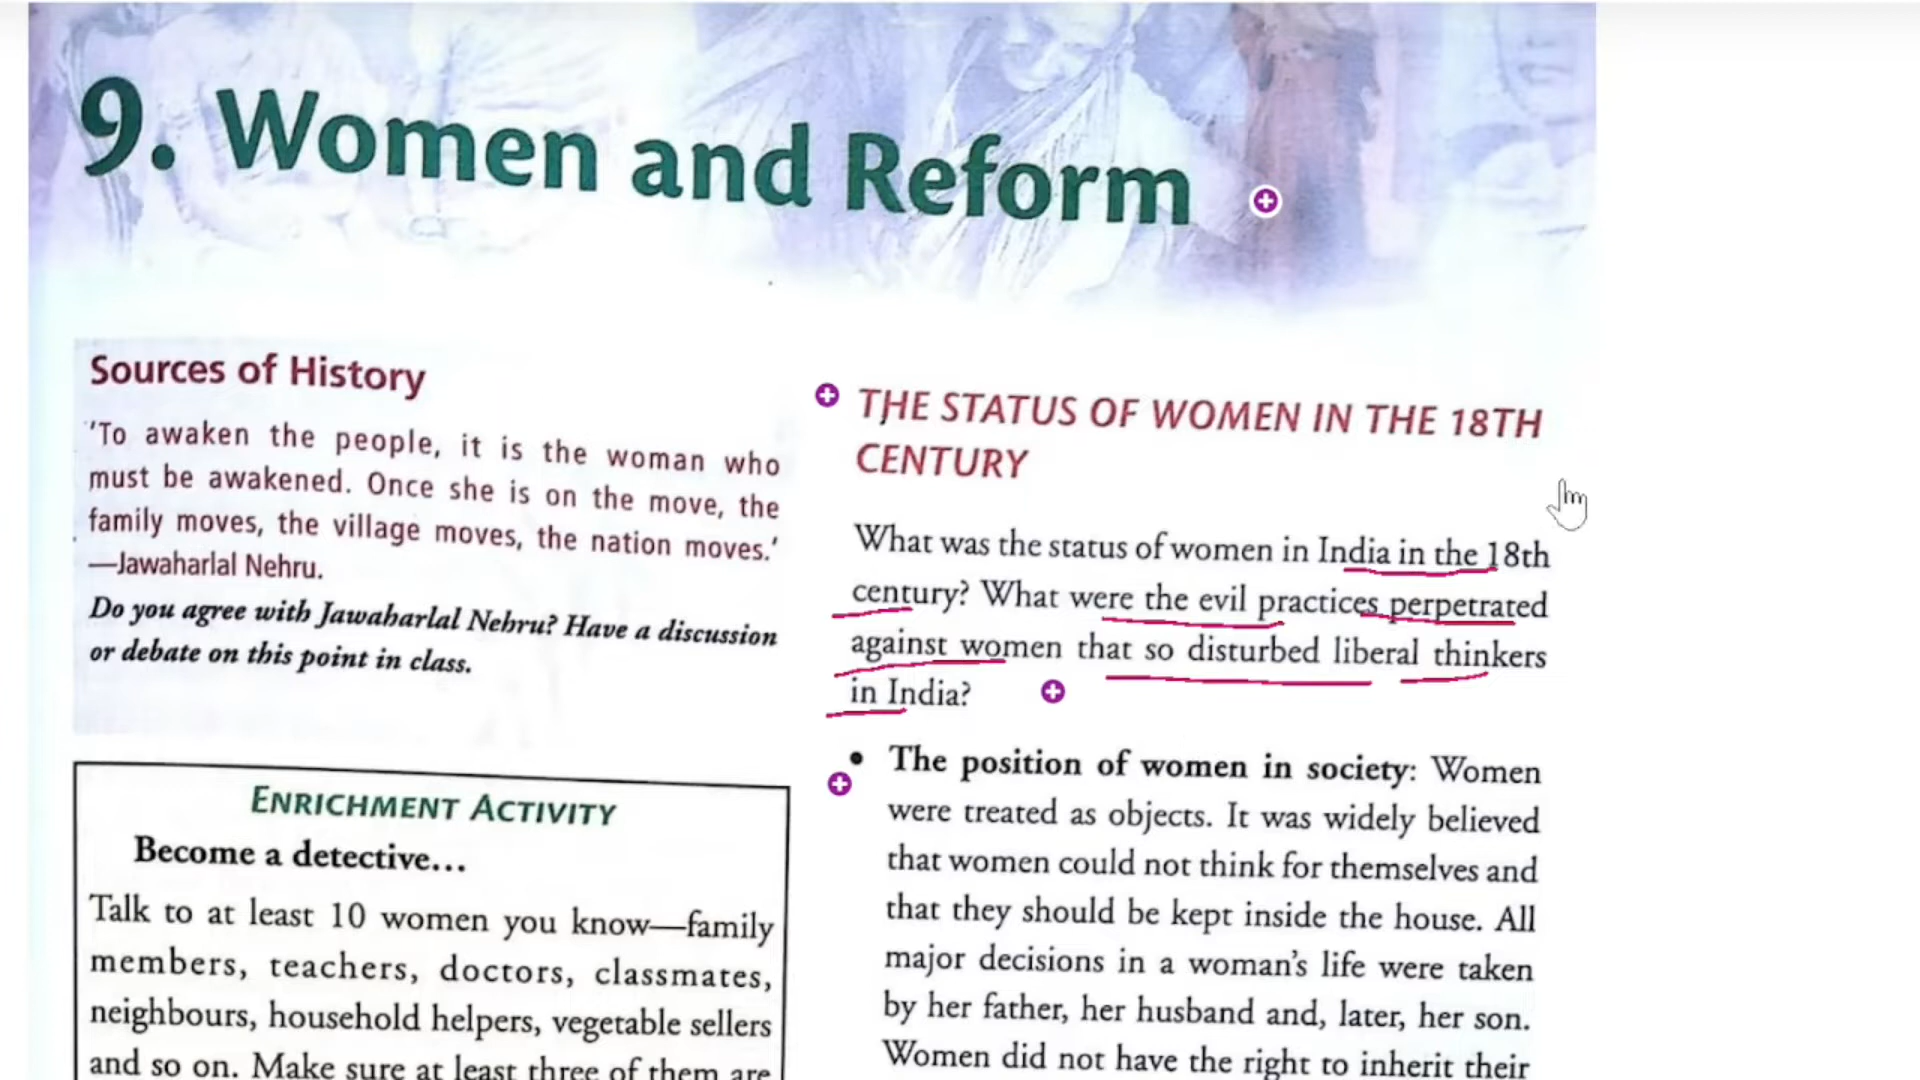 9. Women and Reform
Sources of History
'To awaken the people, it is the woman who
must be awakened. Once she is on the move, the
family moves, the village moves, the nation moves.'
—Jawaharlal Nehru.
Do you agree with Jawaharlal Nehru? Have a discussion
or debate on this point in class.
ENRICHMENT ACTIVITY
Become a detective...
Talk to at least 10 women you know—family
members, teachers, doctors, classmates,
neighbours, household helpers, vegetable sellers
and so on. Make sure at least three of them are
THE STATUS OF WOMEN IN THE 18TH
CENTURY
What was the status of women in India in the 18th
century? What were the evil practices perpetrated
against women that so disturbed liberal thinkers
in India?
• The position of women in society: Women
were treated as objects. It was widely believed
that women could not think for themselves and
that they should be kept inside the house. All
major decisions in a woman's life were taken
by her father, her husband and, later, her son.
Women did not have the right to inherit their